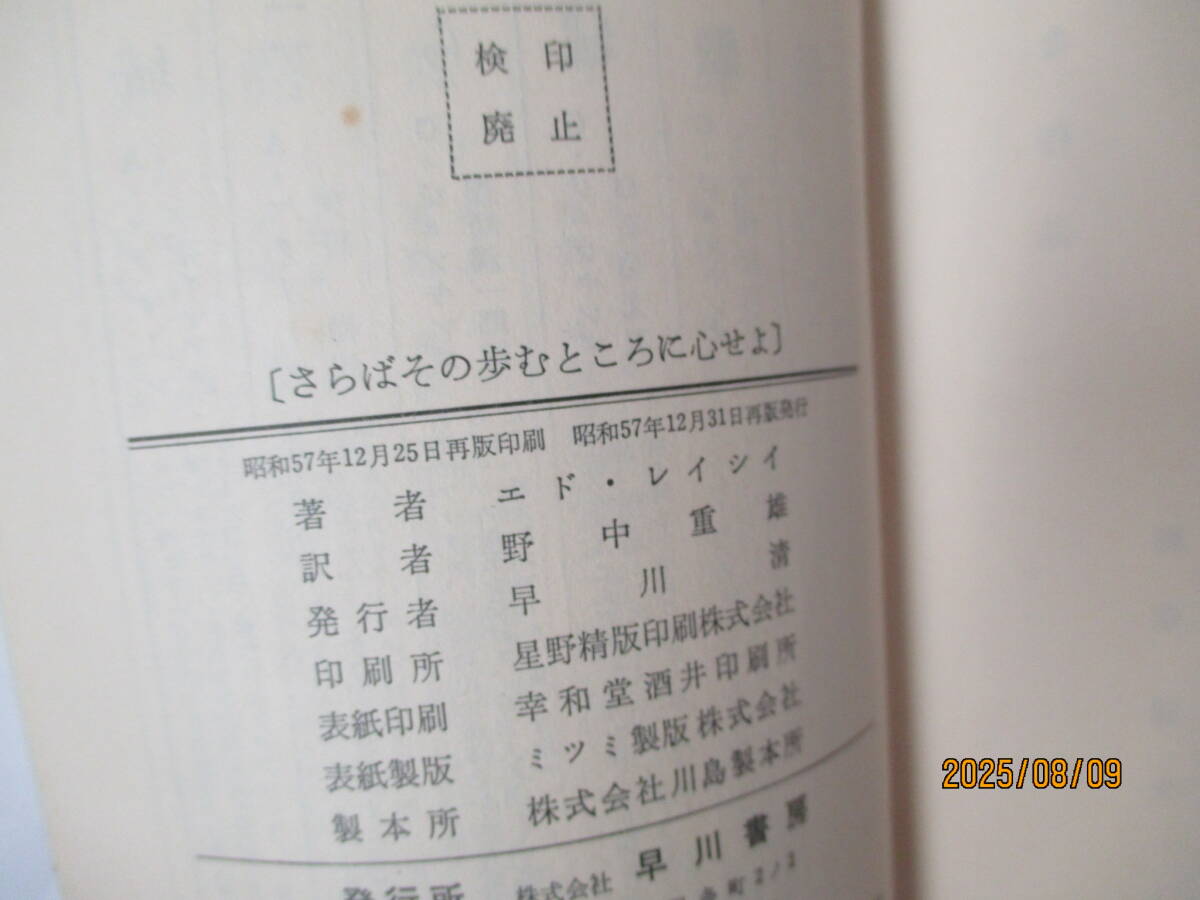 検印
廃止
〔さらばその歩むところに心せよ〕
昭和57年12月25日再版印刷 昭和57年12月31日再版発行
著者 エド・レイシイ
訳者 野中重雄
発行者 早川清
印刷所 星野精版印刷株式会社
表紙印刷 幸和堂酒井印刷所
表紙製版 ミツミ製版株式会社
製本所 株式会社川島製本所
発行所 株式会社 早川書房
町2/2
2025/08/09